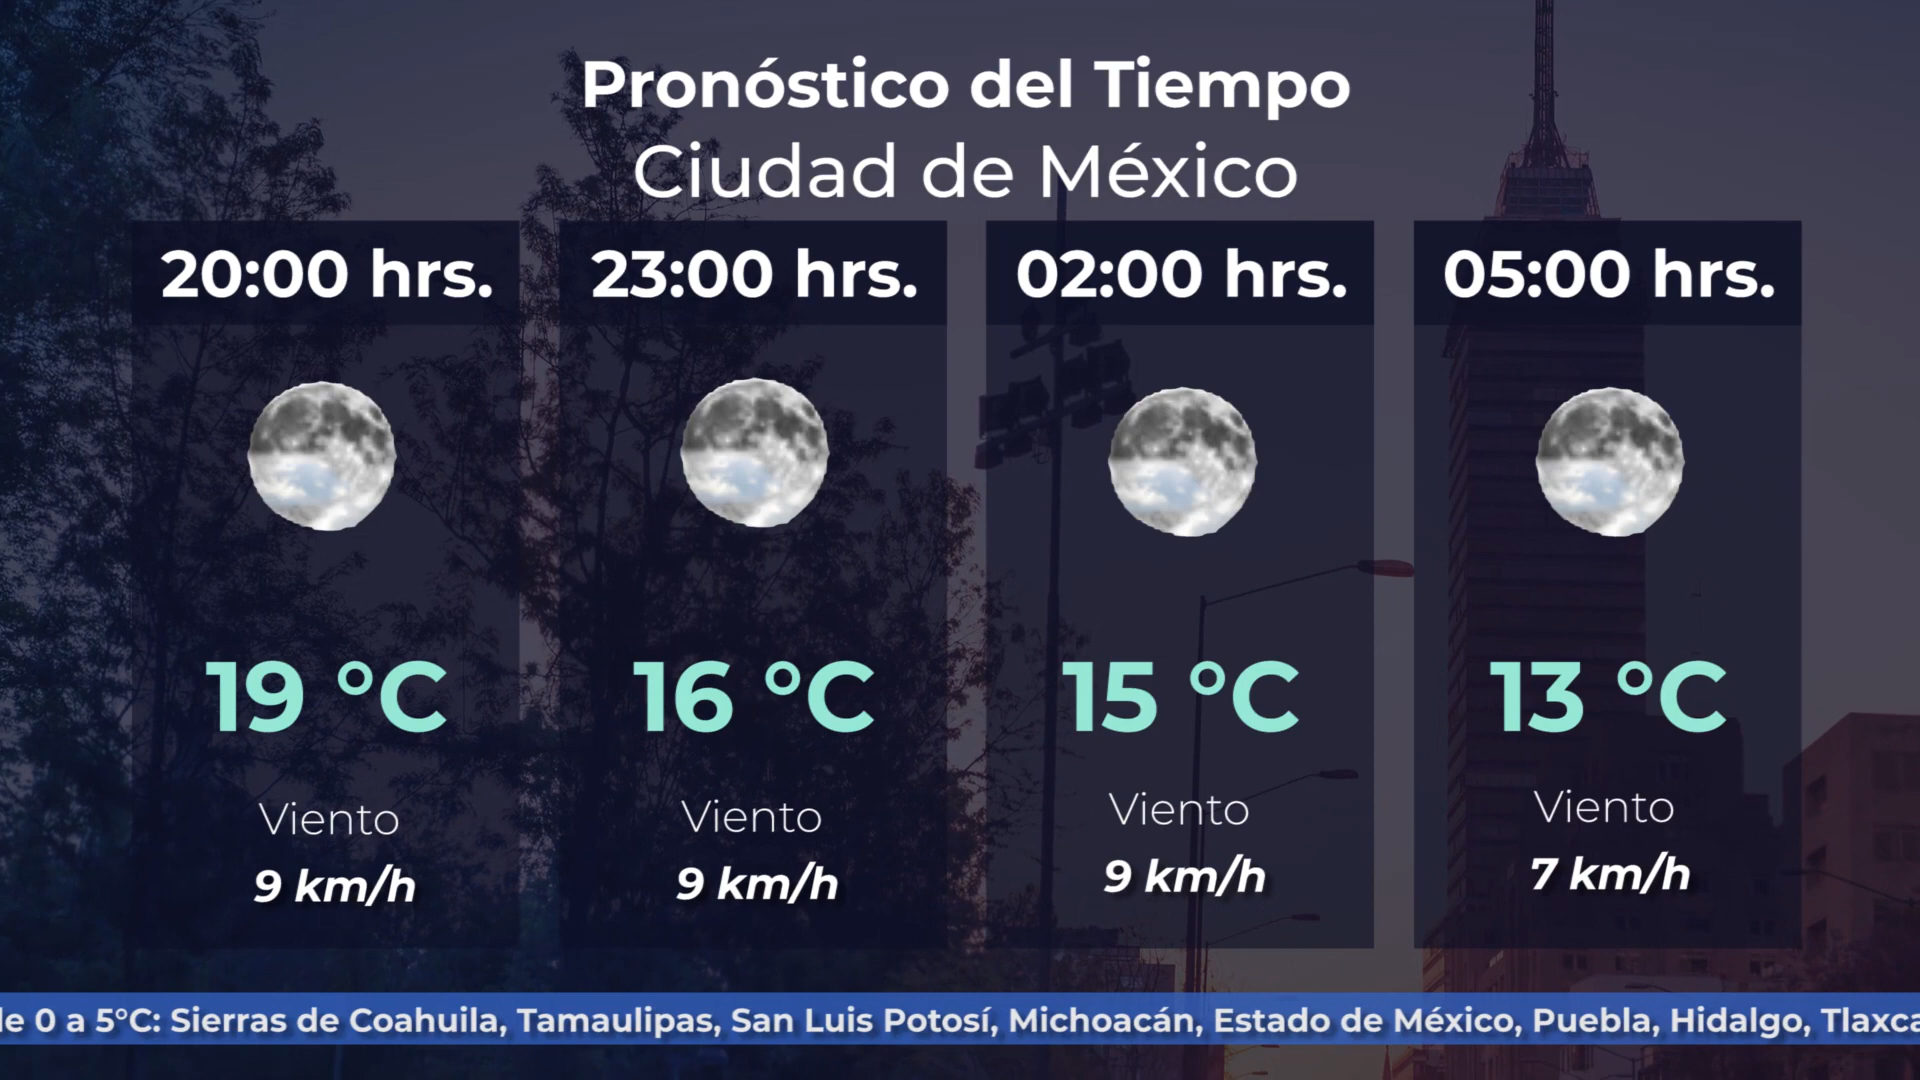 Pronóstico del Tiempo
Ciudad de México
20:00 hrs.
19 °C
Viento
9 km/h
23:00 hrs.
16 °C
Viento
9 km/h
02:00 hrs.
15 °C
Viento
9 km/h
05:00 hrs.
13 °C
Viento
7 km/h
0 a 5°C: Sierras de Coahuila, Tamaulipas, San Luis Potosí, Michoacán, Estado de México, Puebla, Hidalgo,